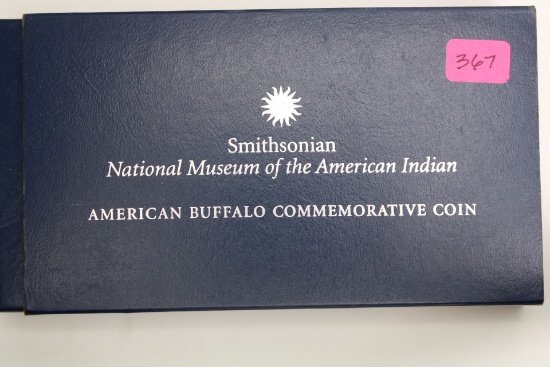 367
Smithsonian
National Museum of the American Indian
AMERICAN BUFFALO COMMEMORATIVE COIN